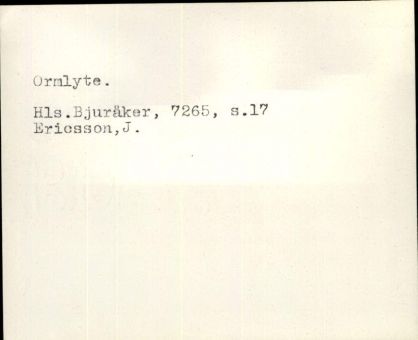 Ormlyte.
Hls.Bjuråker, 7265, s.17
Ericsson,J.